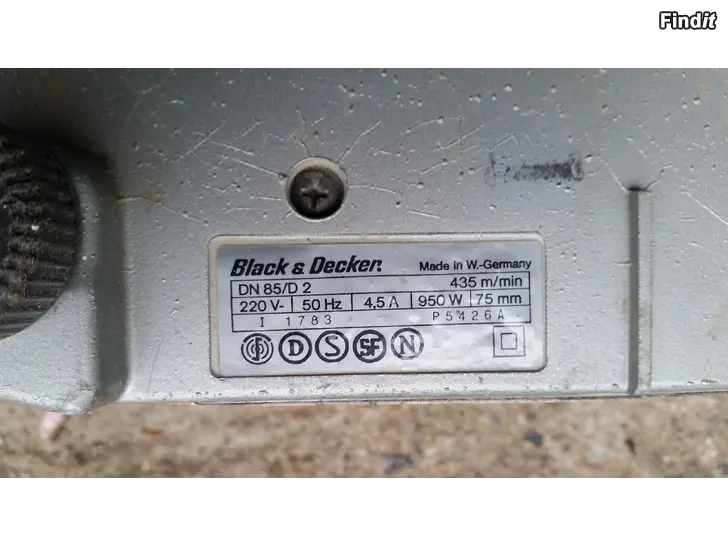 Findit
Black & Decker.
Made in W.-Germany
DN 85/D 2 435 m/min
220 V~ 50 Hz 4,5 A 950 W 75 mm
I 1783 P5426A
D S SF N